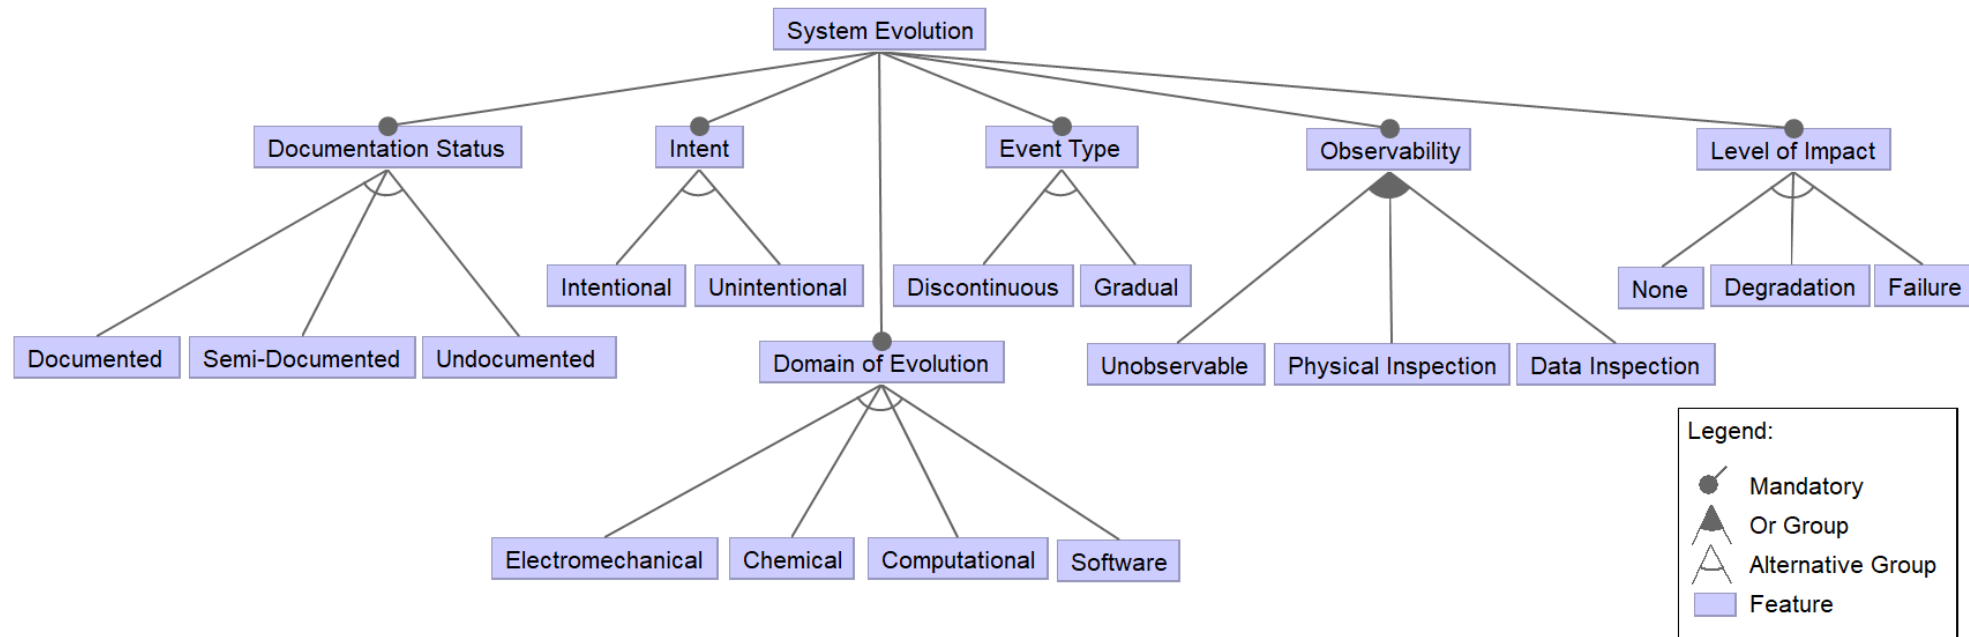 System Evolution
Documentation Status
Intent
Event Type
Observability
Level of Impact
Intentional
Unintentional
Discontinuous
Gradual
None
Degradation
Failure
Documented
Semi-Documented
Undocumented
Domain of Evolution
Unobservable
Physical Inspection
Data Inspection
Electromechanical
Chemical
Computational
Software
Legend:
Mandatory
Or Group
Alternative Group
Feature